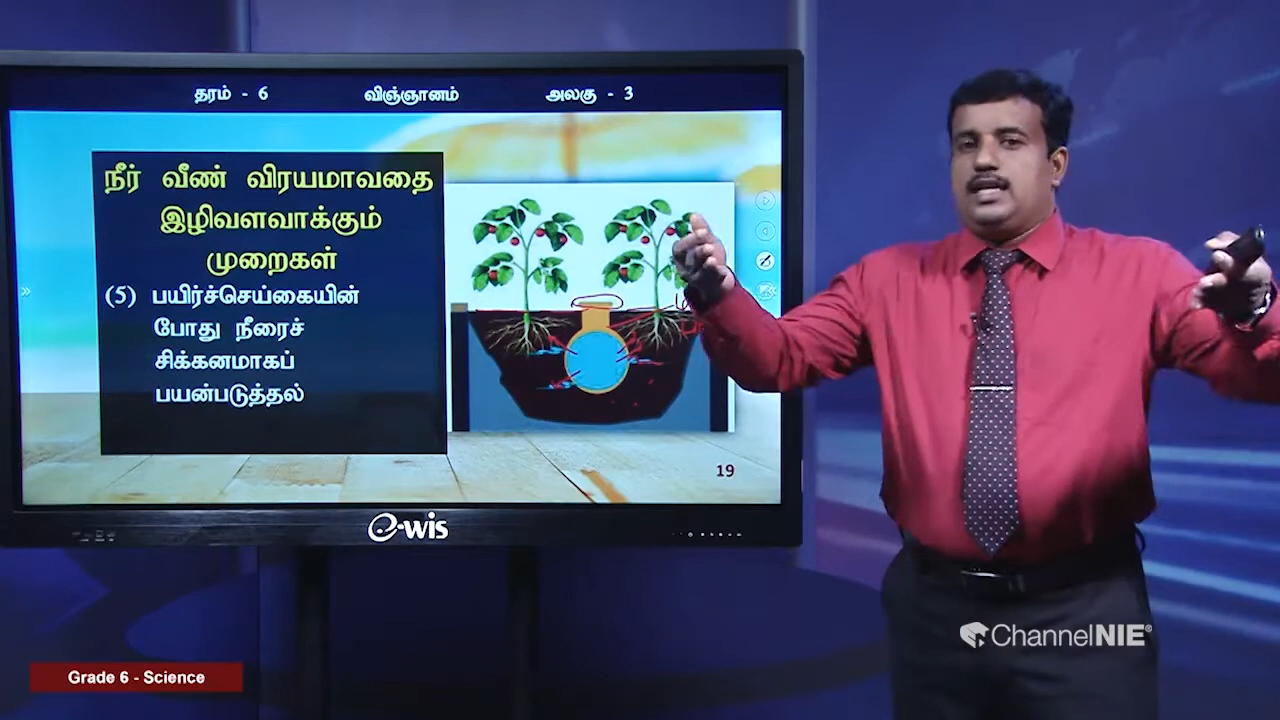 தரம் - 6 விஞ்ஞானம் அலகு - 3
நீர் வீண் விரயமாவதை
இழிவளவாக்கும்
முறைகள்
(5) பயிர்ச்செய்கையின்
போது நீரைச்
சிக்கனமாகப்
பயன்படுத்தல்
19
e-wis
ChannelNIE®
Grade 6 - Science